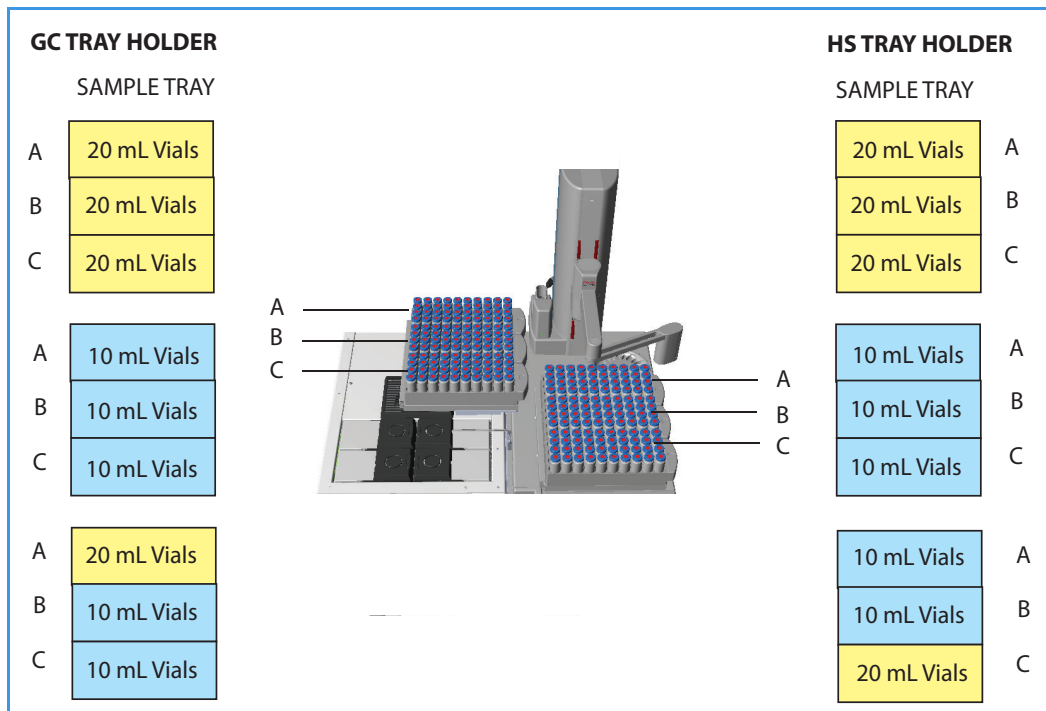 GC TRAY HOLDER
SAMPLE TRAY
A 20 mL Vials
B 20 mL Vials
C 20 mL Vials
A 10 mL Vials
B 10 mL Vials
C 10 mL Vials
A 20 mL Vials
B 10 mL Vials
C 10 mL Vials
A
B
C
A
B
C
HS TRAY HOLDER
SAMPLE TRAY
20 mL Vials A
20 mL Vials B
20 mL Vials C
10 mL Vials A
10 mL Vials B
10 mL Vials C
10 mL Vials A
10 mL Vials B
20 mL Vials C